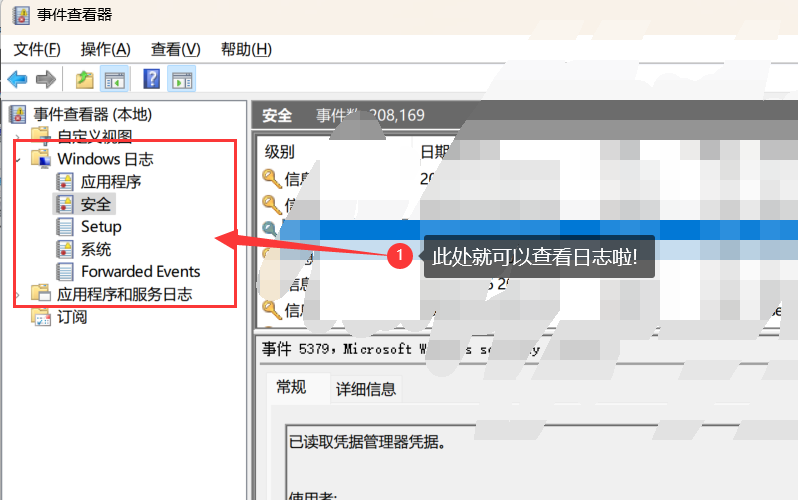 事件查看器
文件(F) 操作(A) 查看(V) 帮助(H)
事件查看器 (本地)
自定义视图
Windows 日志
应用程序
安全
Setup
系统
Forwarded Events
应用程序和服务日志
订阅
安全 事件数: 208,169
级别 日期
信息
信息
信息
信息
1 此处就可以查看日志啦!
事件 5379, Microsoft
常规 详细信息
已读取凭据管理器凭据。
使用者: